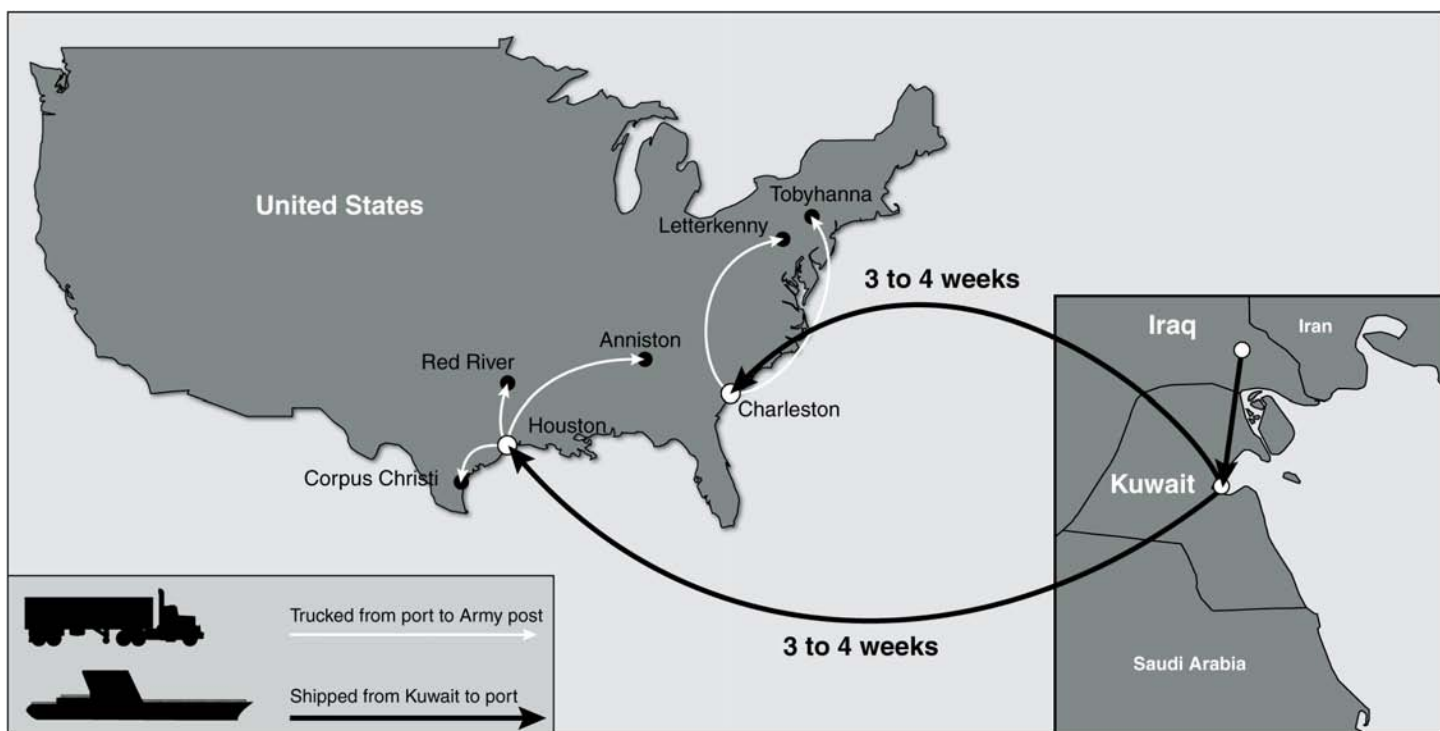 United States
Tobyhanna
Letterkenny
3 to 4 weeks
Iraq
Iran
Anniston
Red River
Charleston
Houston
Corpus Christi
Kuwait
Trucked from port to Army post
3 to 4 weeks
Saudi Arabia
Shipped from Kuwait to port